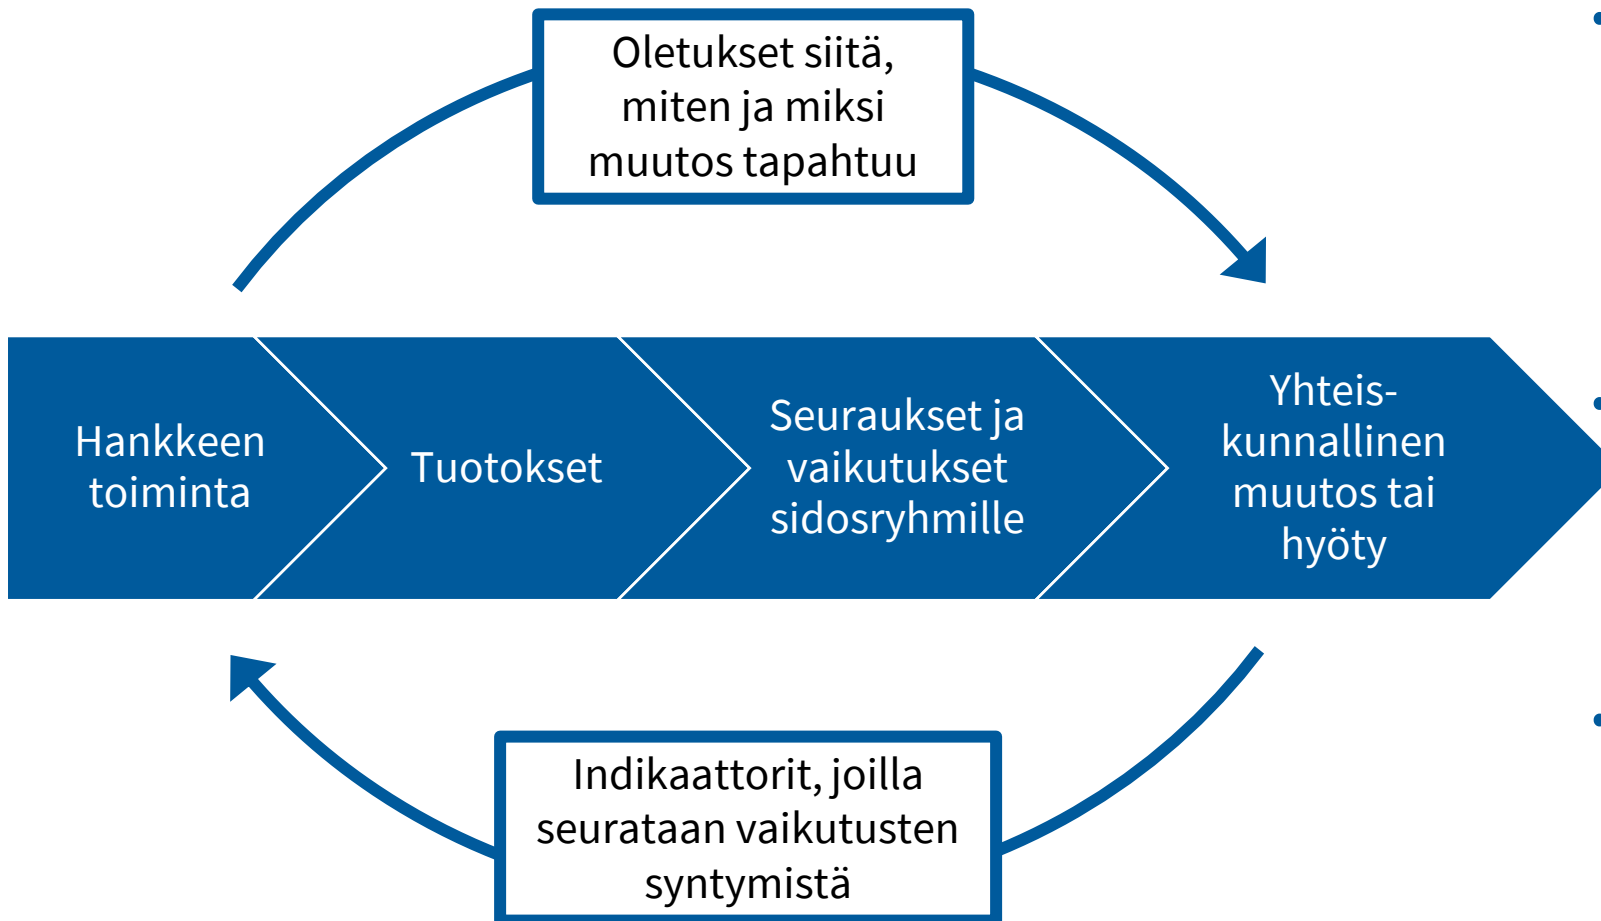 Oletukset siitä,
miten ja miksi
muutos tapahtuu
Hankkeen
toiminta
Tuotokset
Seuraukset ja
vaikutukset
sidosryhmille
Yhteis-
kunnallinen
muutos tai
hyöty
Indikaattorit, joilla
seurataan vaikutusten
syntymistä